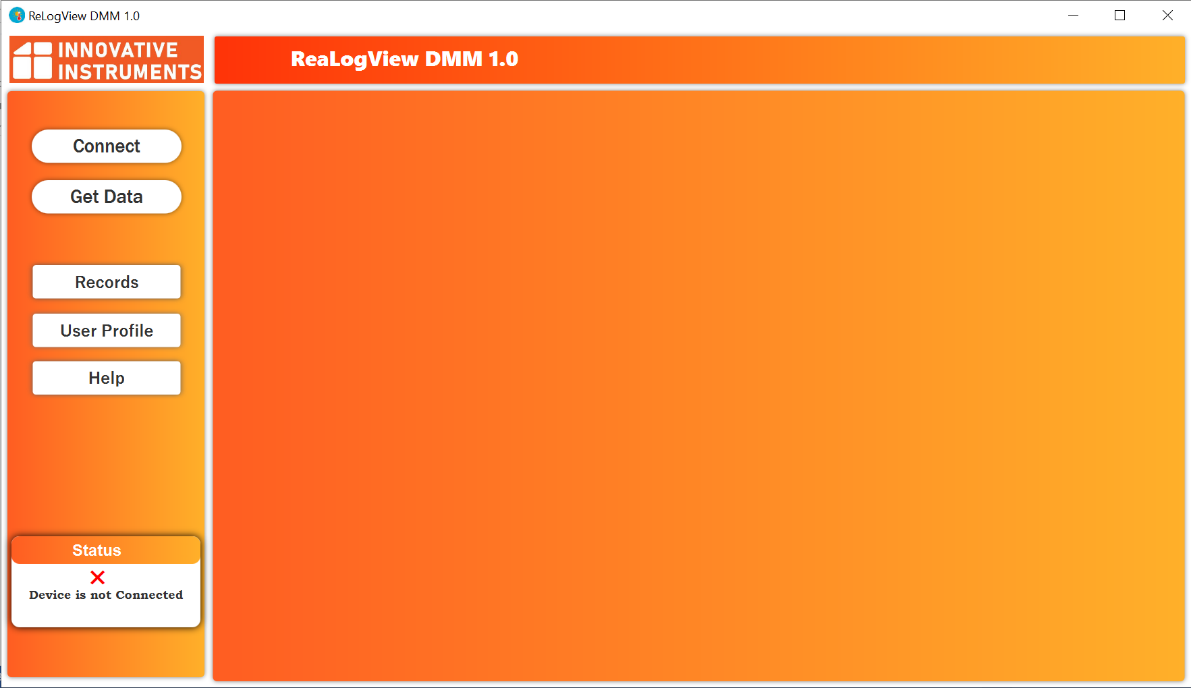 ReLogView DMM 1.0
INNOVATIVE
INSTRUMENTS
ReaLogView DMM 1.0
Connect
Get Data
Records
User Profile
Help
Status
Device is not Connected